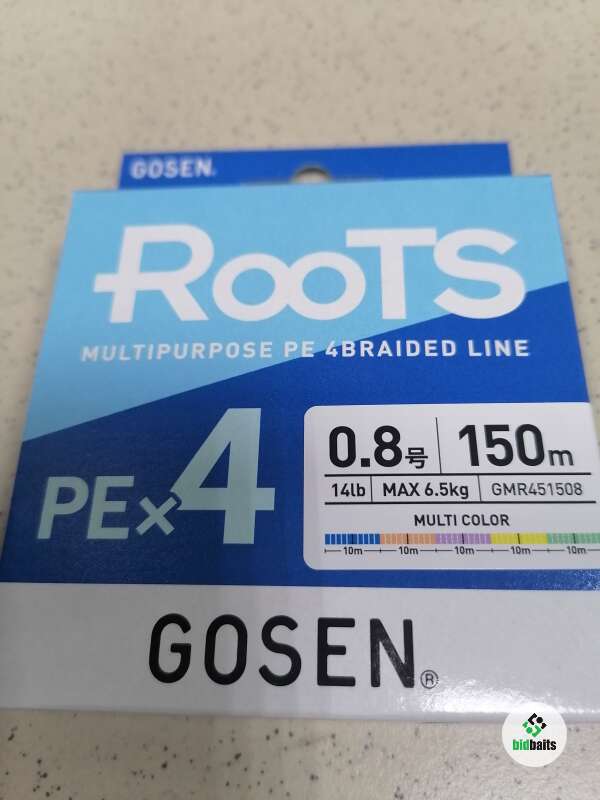 GOSEN®
ROOTS
MULTIPURPOSE PE 4BRAIDED LINE
PE×4
0.8号 150m
14lb MAX 6.5kg GMR451508
MULTI COLOR
10m 10m 10m 10m 10m
GOSEN®
bidbaits